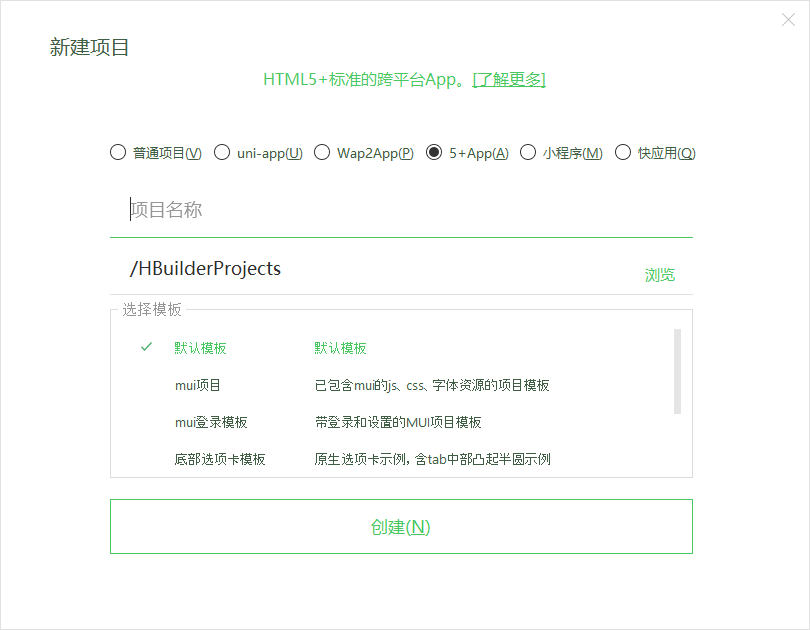 新建项目
HTML5+标准的跨平台App。[了解更多]
普通项目(V) uni-app(U) Wap2App(P) 5+App(A) 小程序(M) 快应用(Q)
项目名称
/HBuilderProjects
浏览
选择模板
默认模板 默认模板
mui项目 已包含mui的js、css、字体资源的项目模板
mui登录模板 带登录和设置的MUI项目模板
底部选项卡模板 原生选项卡示例, 含tab中部凸起半圆示例
创建(N)